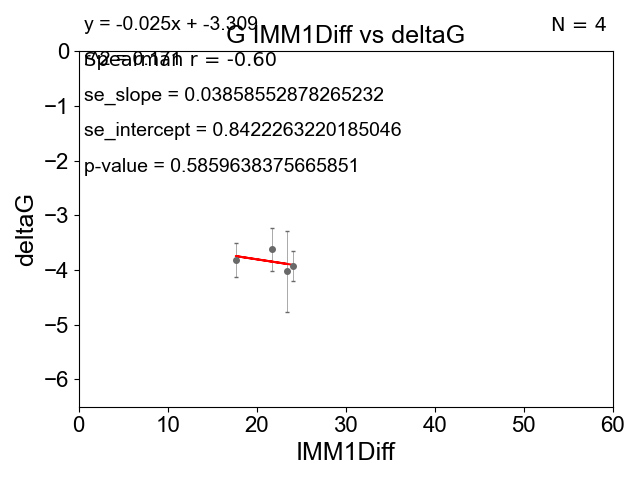 y = -0.025x + -3.309
N = 4
G IMM1Diff vs deltaG
Spearman r = -0.60
se_slope = 0.03858552878265232
se_intercept = 0.8422263220185046
p-value = 0.5859638375665851
0
−1
−2
−3
−4
−5
−6
deltaG
0 10 20 30 40 50 60
IMM1Diff